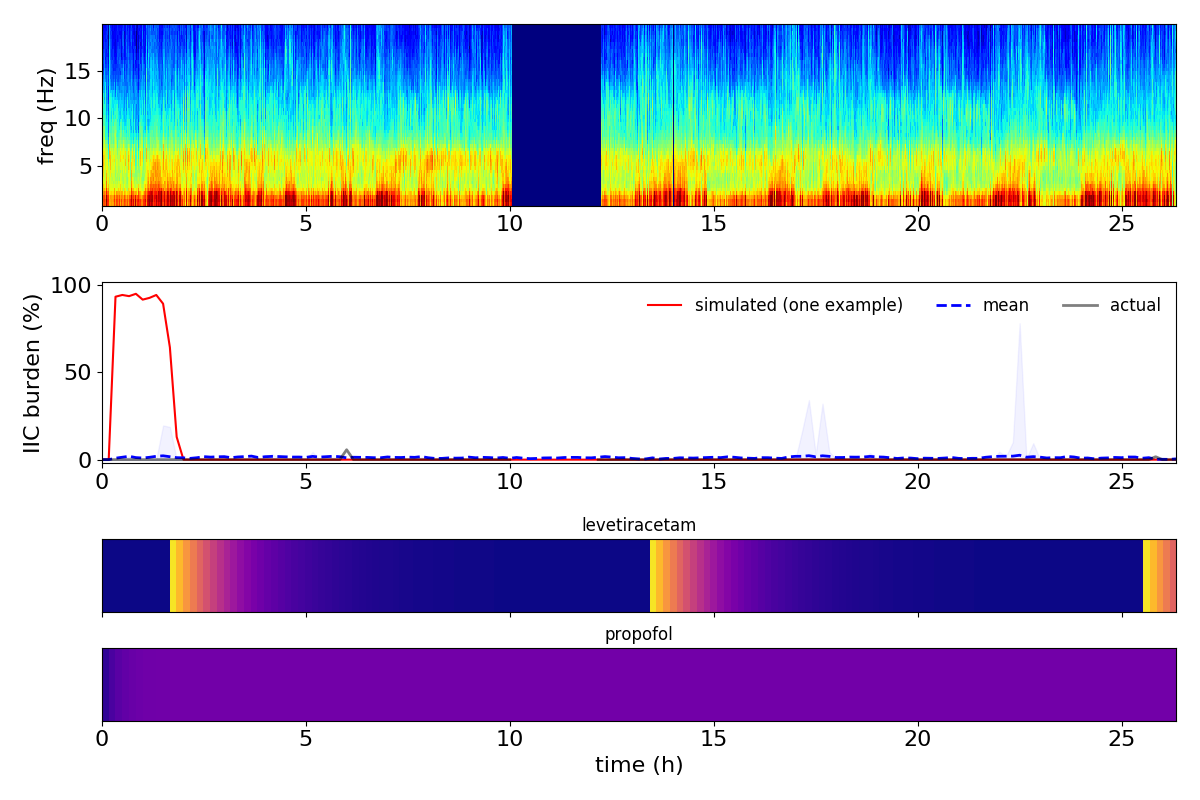 freq (Hz)
15
10
5
0 5 10 15 20 25
IIC burden (%)
100
50
0
simulated (one example) mean actual
0 5 10 15 20 25
levetiracetam
propofol
0 5 10 15 20 25
time (h)